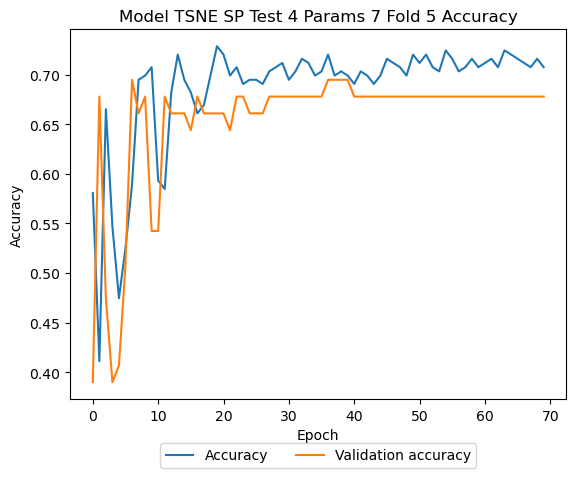 Model TSNE SP Test 4 Params 7 Fold 5 Accuracy
0.70
0.65
0.60
0.55
0.50
0.45
0.40
Accuracy
0 10 20 30 40 50 60 70
Epoch
Accuracy Validation accuracy